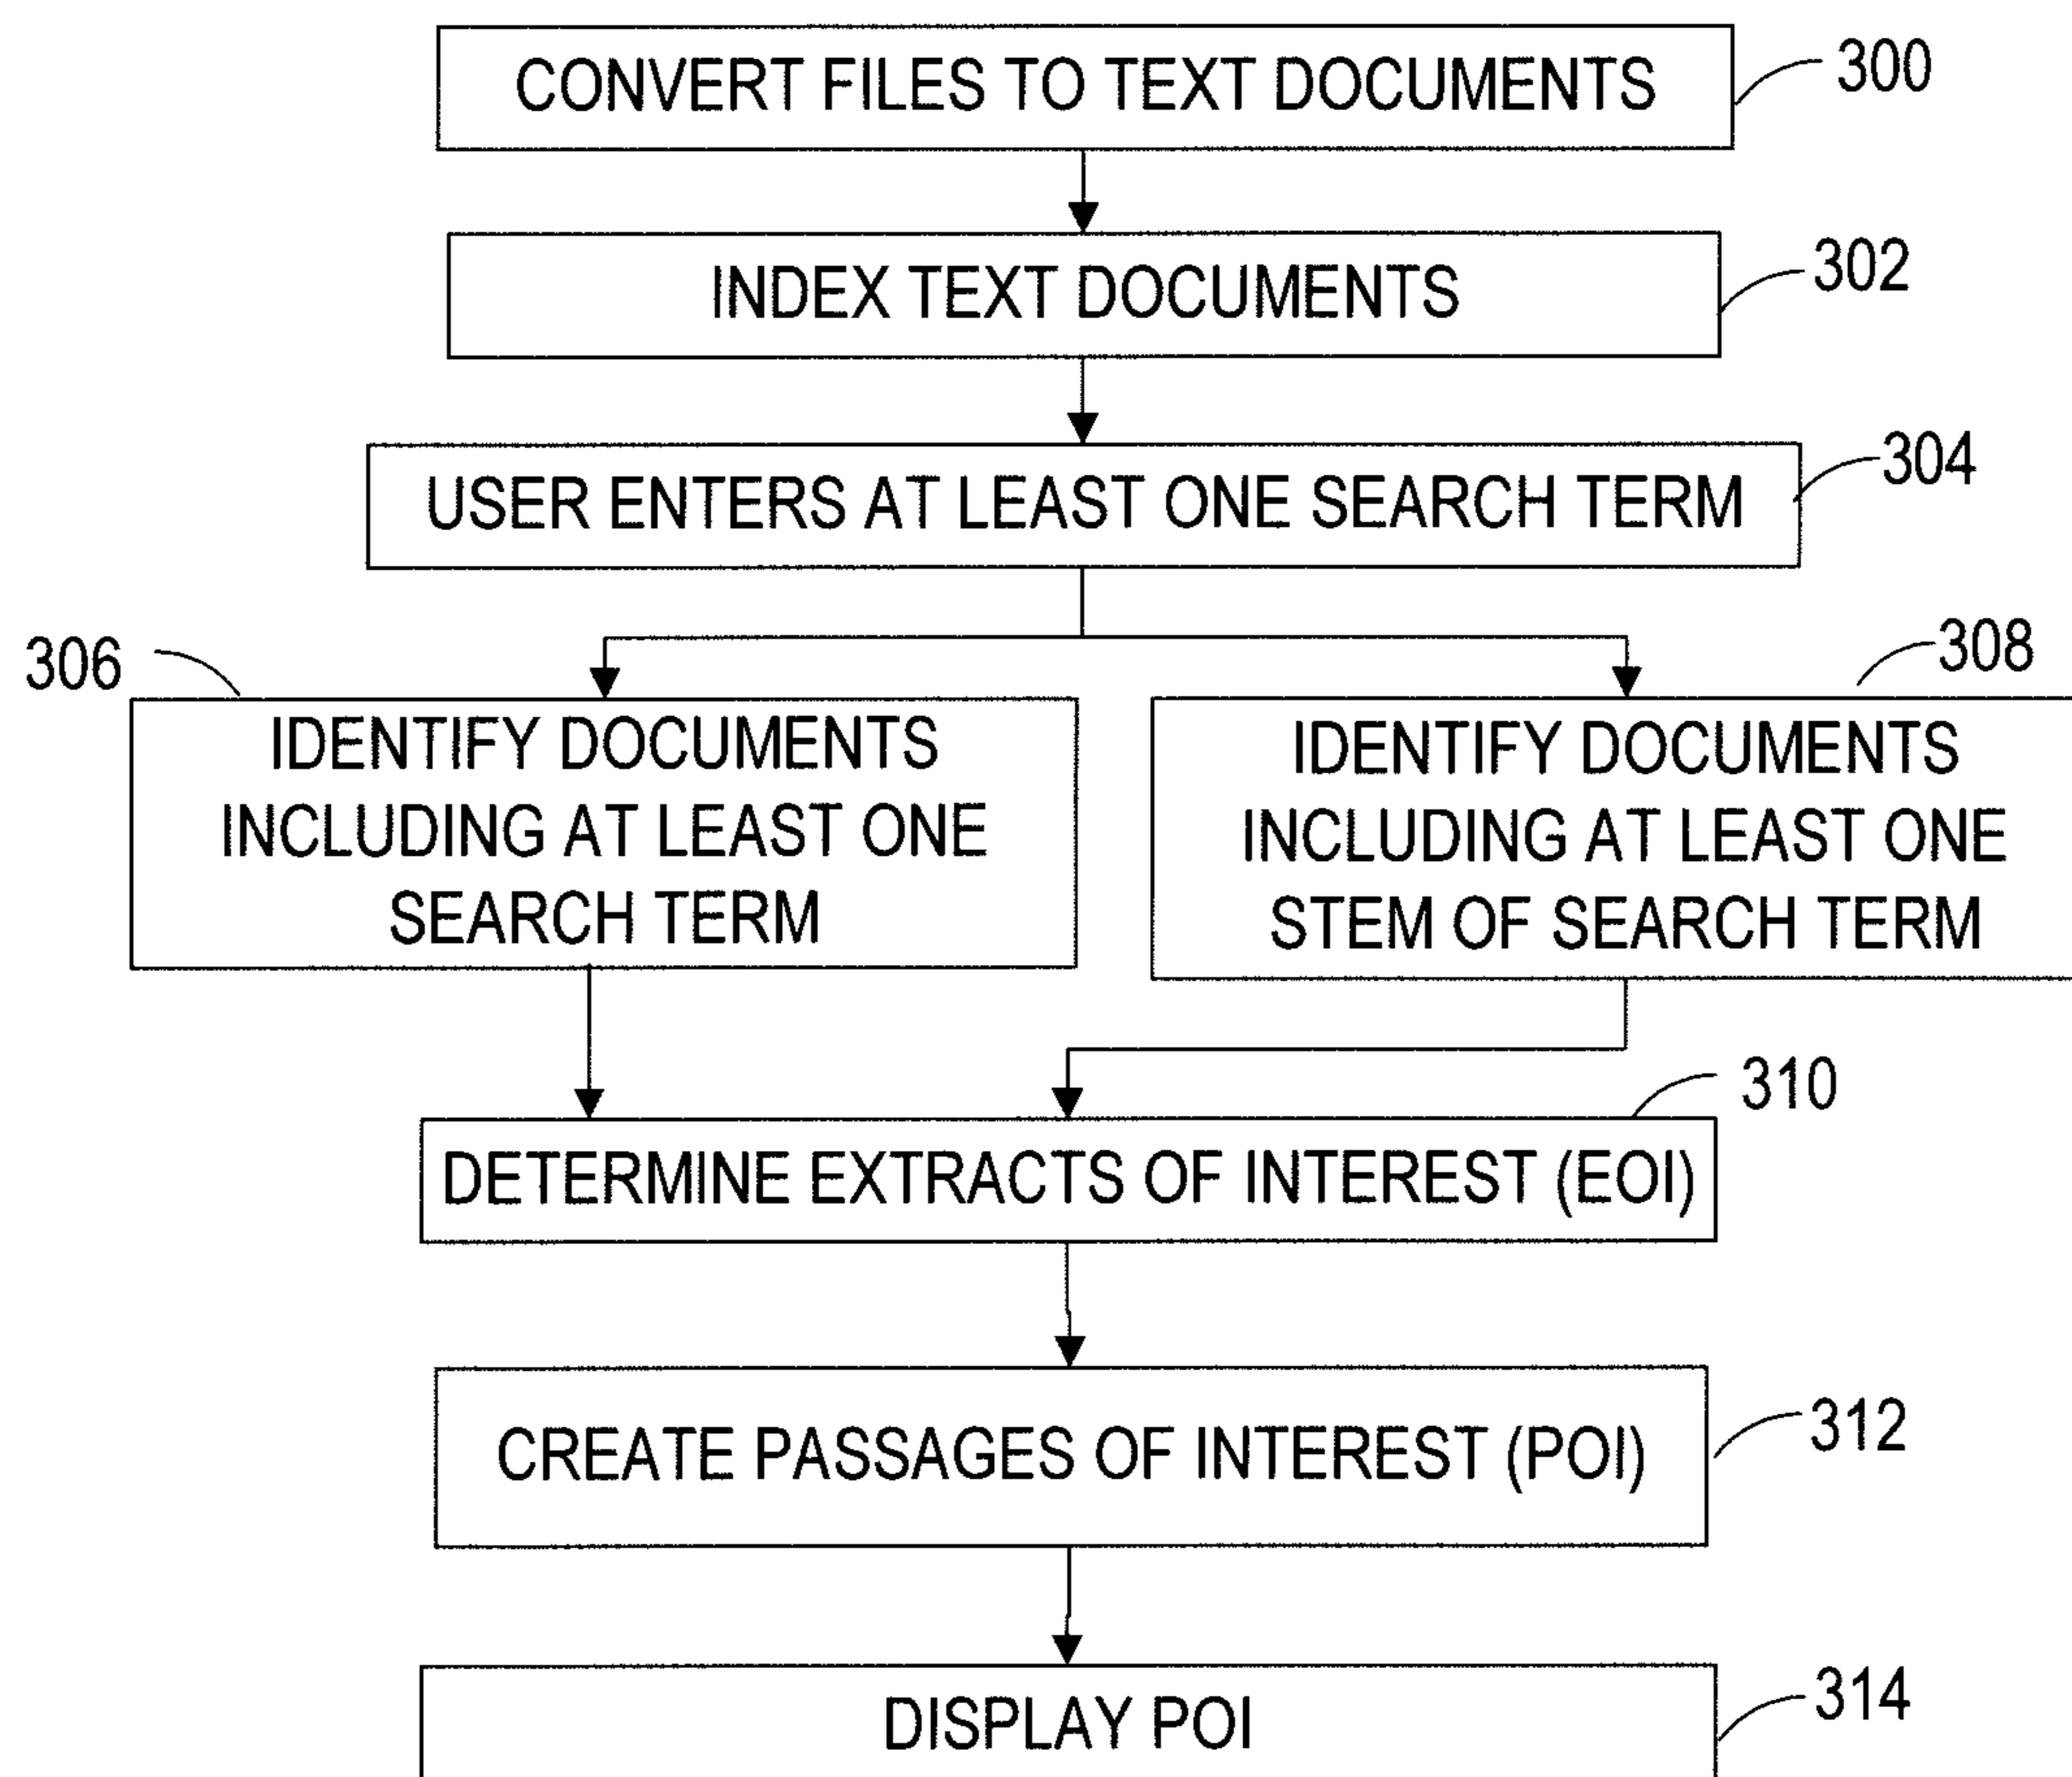 CONVERT FILES TO TEXT DOCUMENTS
300
INDEX TEXT DOCUMENTS
302
USER ENTERS AT LEAST ONE SEARCH TERM
304
306
IDENTIFY DOCUMENTS
INCLUDING AT LEAST ONE
SEARCH TERM
308
IDENTIFY DOCUMENTS
INCLUDING AT LEAST ONE
STEM OF SEARCH TERM
310
DETERMINE EXTRACTS OF INTEREST (EOI)
CREATE PASSAGES OF INTEREST (POI)
312
DISPLAY POI
314